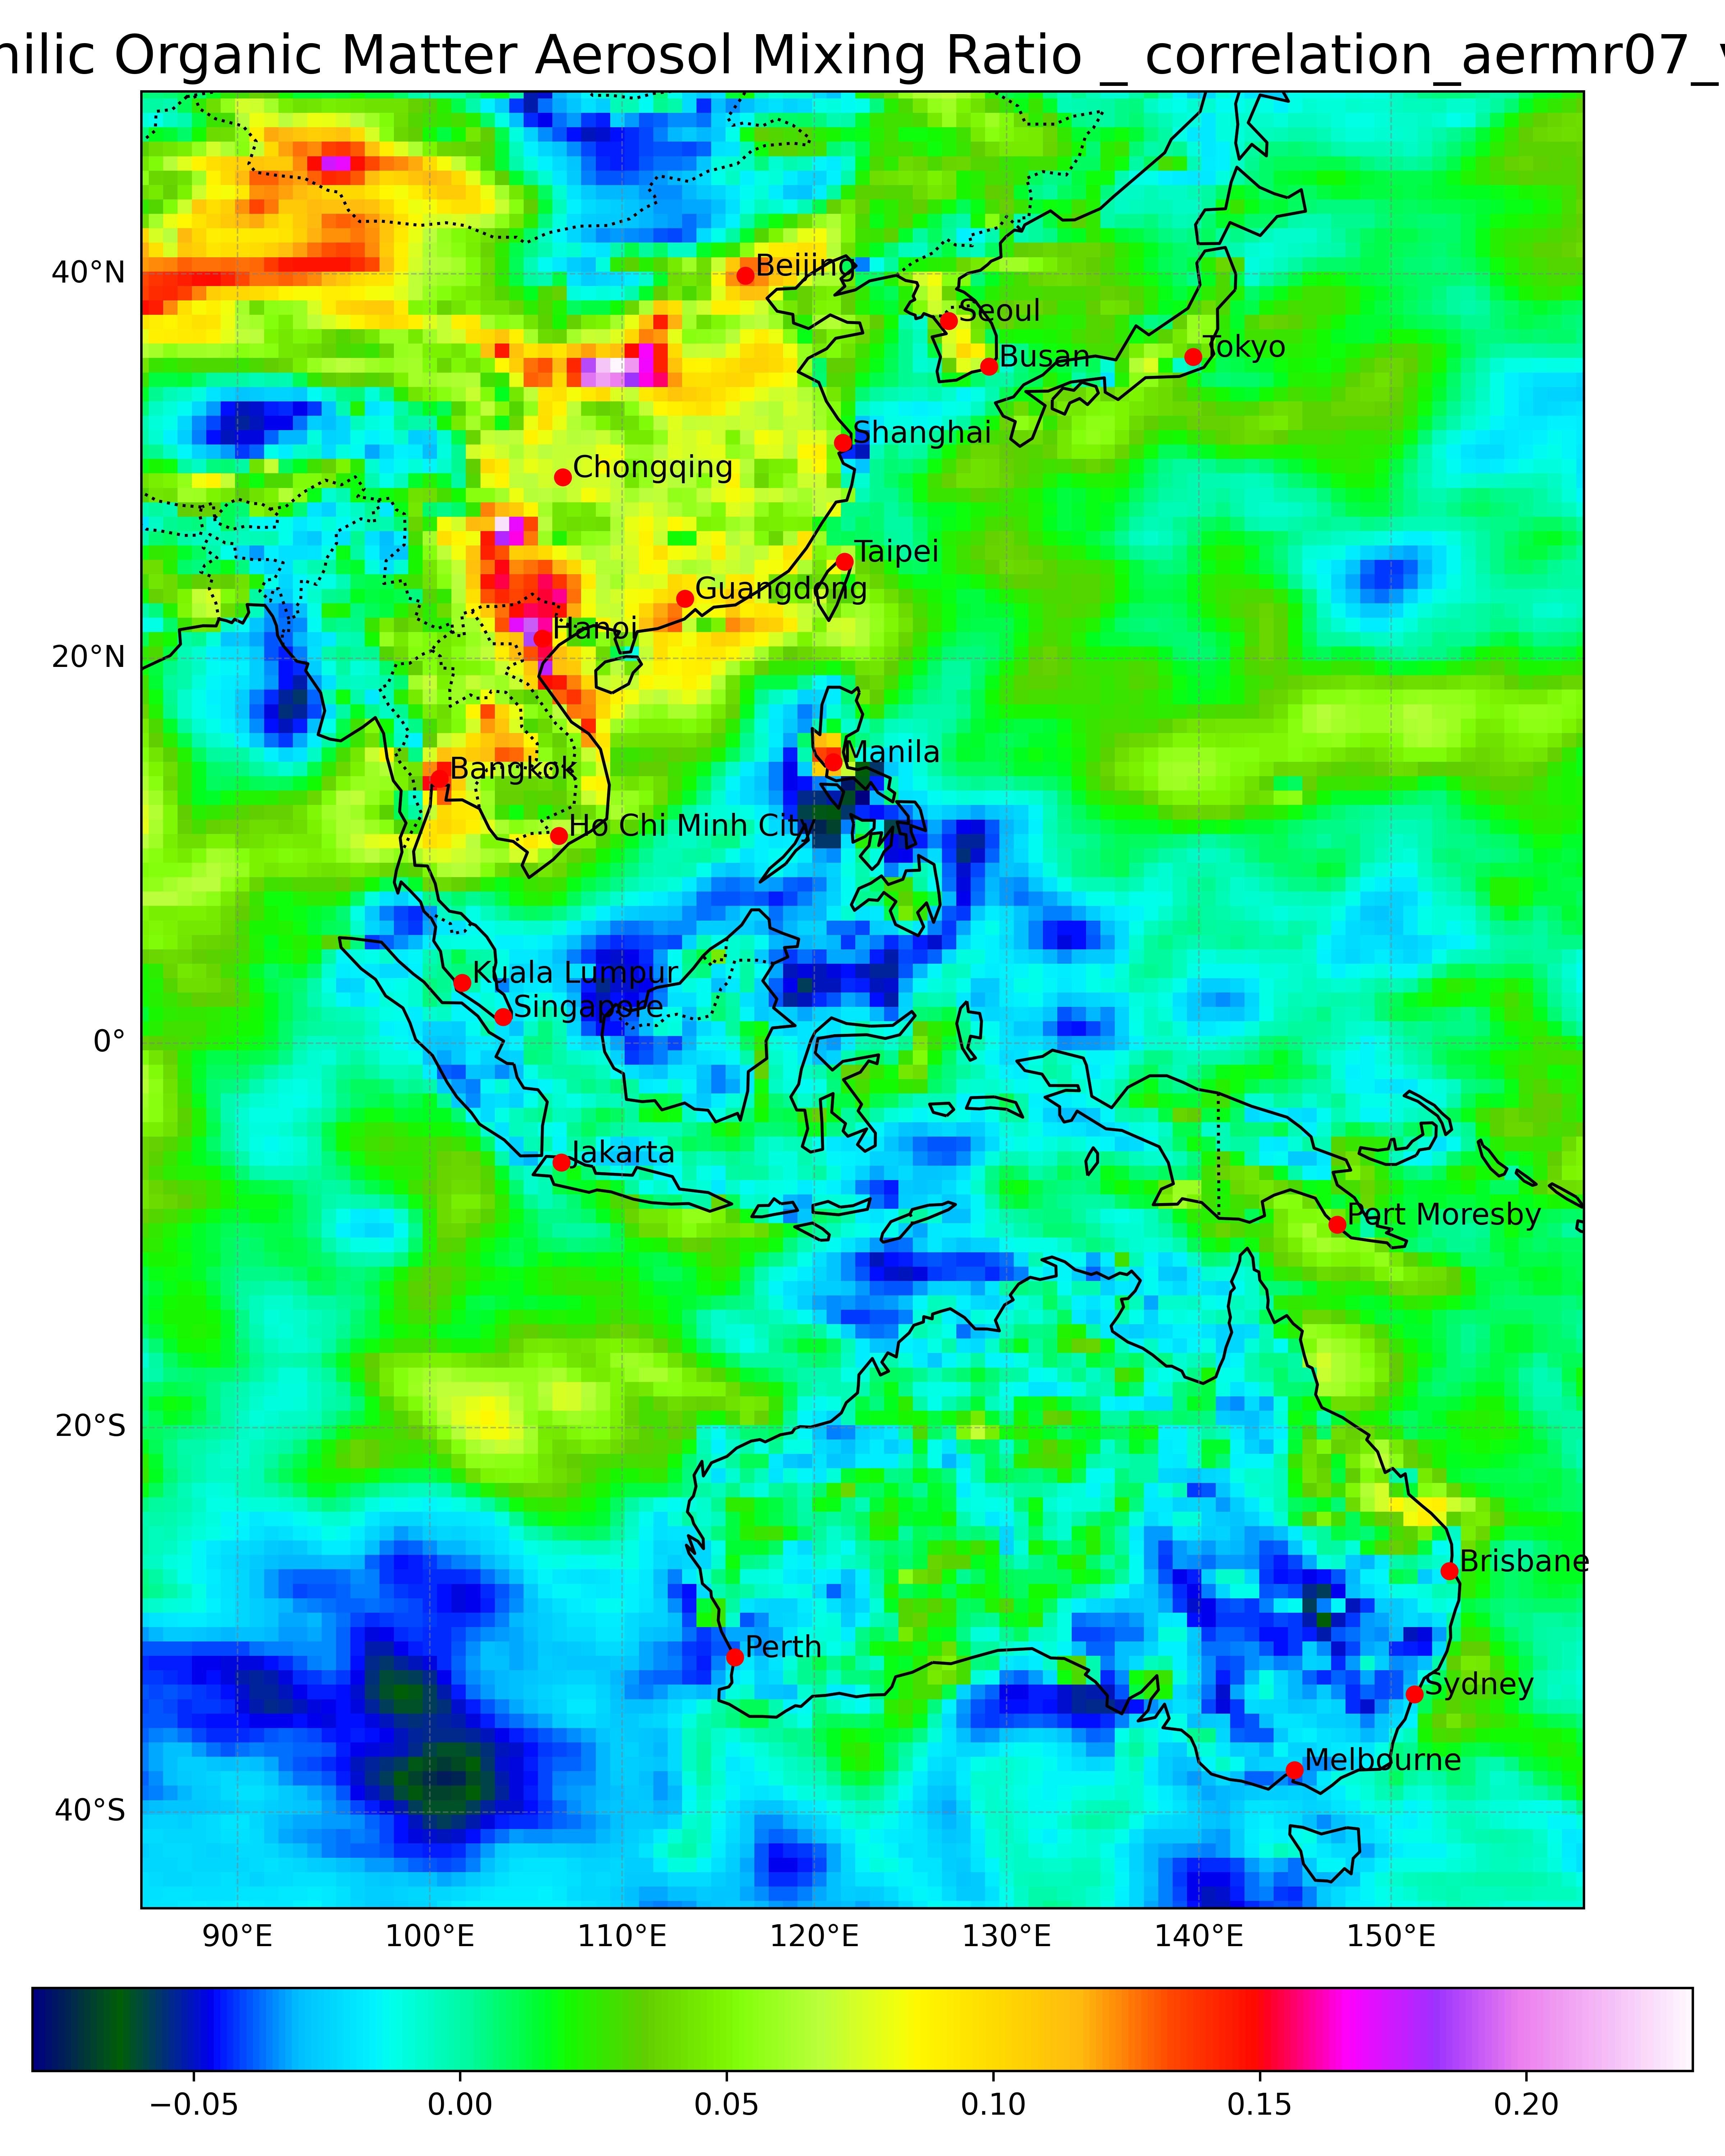 hilic Organic Matter Aerosol Mixing Ratio _ correlation_aermr07_
40°N
20°N
0°
20°S
40°S
Beijing
Seoul
Busan
Tokyo
Shanghai
Chongqing
Taipei
Guangdong
Hanoi
Manila
Bangkok
Ho Chi Minh City
Kuala Lumpur
Singapore
Jakarta
Port Moresby
Brisbane
Perth
Sydney
Melbourne
90°E 100°E 110°E 120°E 130°E 140°E 150°E
−0.05 0.00 0.05 0.10 0.15 0.20